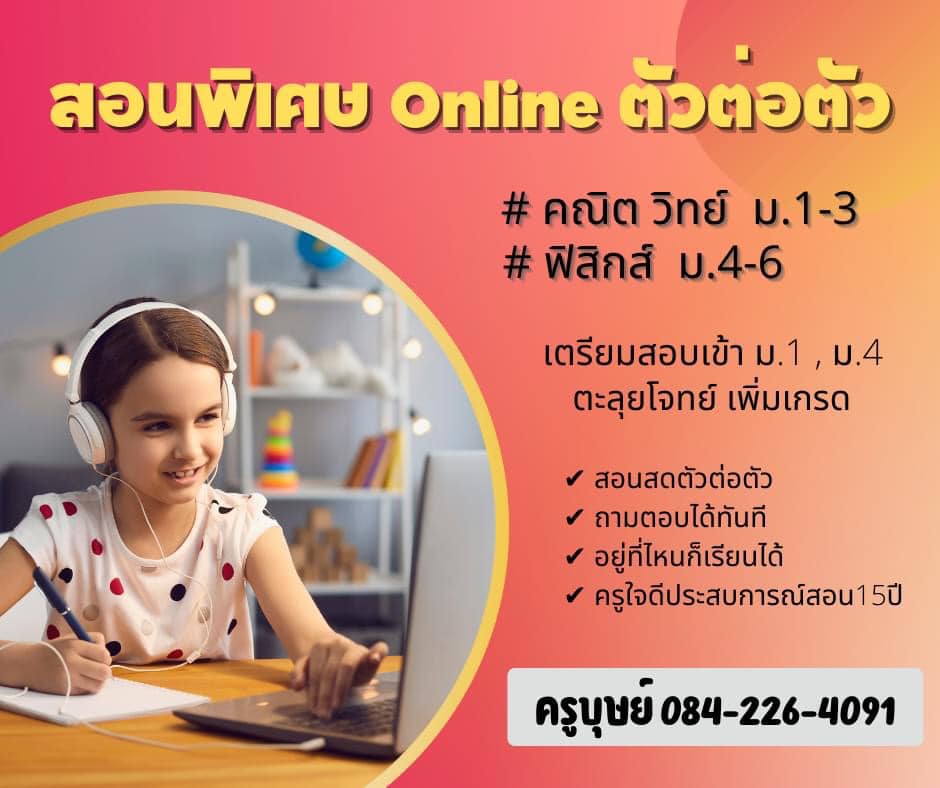 สอนพิเศษ Online ตัวต่อตัว
# คณิต วิทย์ ม.1-3
# ฟิสิกส์ ม.4-6
เตรียมสอบเข้า ม.1 , ม.4
ตะลุยโจทย์ เพิ่มเกรด
✔ สอนสดตัวต่อตัว
✔ ถามตอบได้ทันที
✔ อยู่ที่ไหนก็เรียนได้
✔ ครูใจดีประสบการณ์สอน15ปี
ครูบุษย์ 084-226-4091